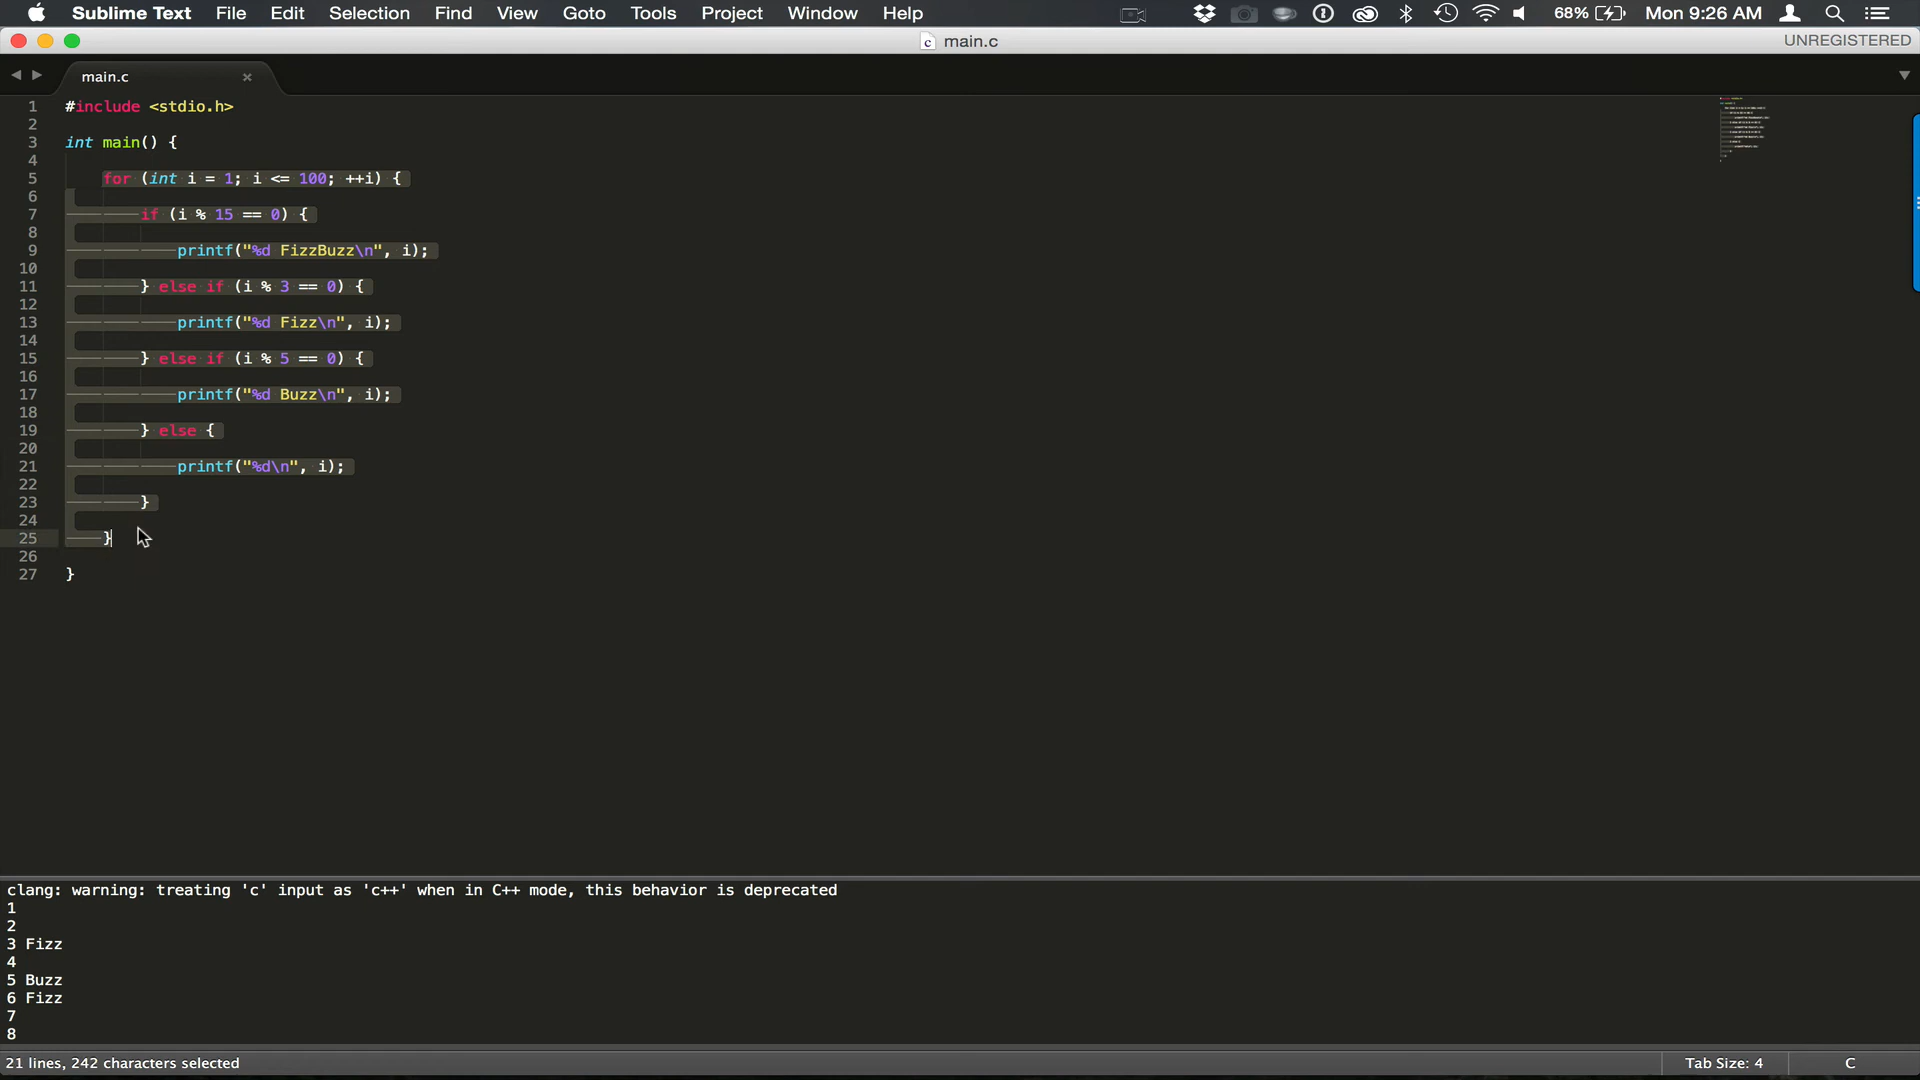 Sublime Text File Edit Selection Find View Goto Tools Project Window Help 68% Mon 9:26 AM
main.c UNREGISTERED
main.c
1 #include <stdio.h>
2
3 int main() {
4
5 for (int i = 1; i <= 100; ++i) {
6
7 if (i % 15 == 0) {
8
9 printf("%d FizzBuzz\n", i);
10
11 } else if (i % 3 == 0) {
12
13 printf("%d Fizz\n", i);
14
15 } else if (i % 5 == 0) {
16
17 printf("%d Buzz\n", i);
18
19 } else {
20
21 printf("%d\n", i);
22
23 }
24
25 }
26
27 }
clang: warning: treating 'c' input as 'c++' when in C++ mode, this behavior is deprecated
1
2
3 Fizz
4
5 Buzz
6 Fizz
7
8
21 lines, 242 characters selected Tab Size: 4 C